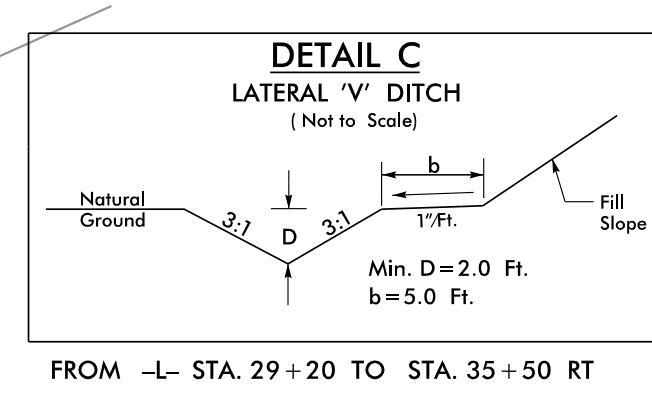 DETAIL C
LATERAL 'V' DITCH
( Not to Scale)
b
Natural
Ground
3:1
D
3:1
1"/Ft.
Fill
Slope
Min. D=2.0 Ft.
b=5.0 Ft.
FROM -L- STA. 29+20 TO STA. 35+50 RT